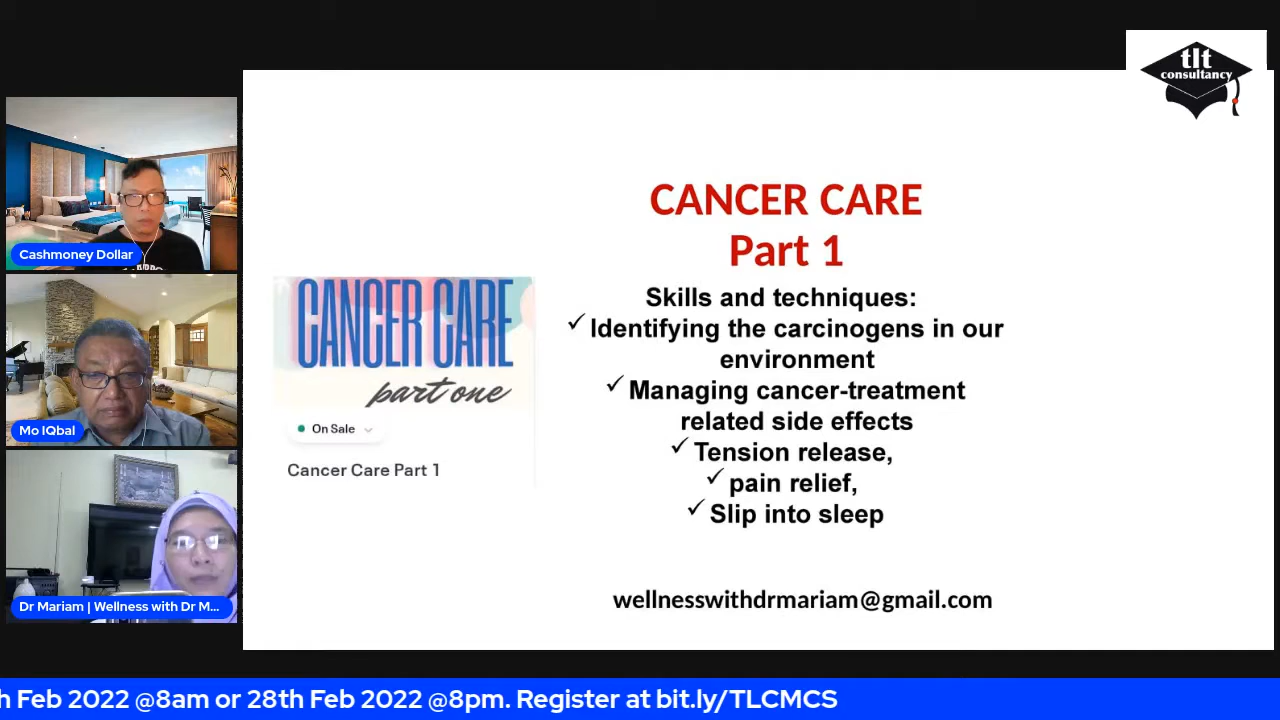 tlt
consultancy
Cashmoney Dollar
Mo IQbal
Dr Mariam | Wellness with Dr M...
CANCER CARE
part one
On Sale
Cancer Care Part 1
CANCER CARE
Part 1
Skills and techniques:
✓Identifying the carcinogens in our
environment
✓Managing cancer-treatment
related side effects
✓Tension release,
✓pain relief,
✓Slip into sleep
wellnesswithdrmariam@gmail.com
h Feb 2022 @8am or 28th Feb 2022 @8pm. Register at bit.ly/TLCMCS